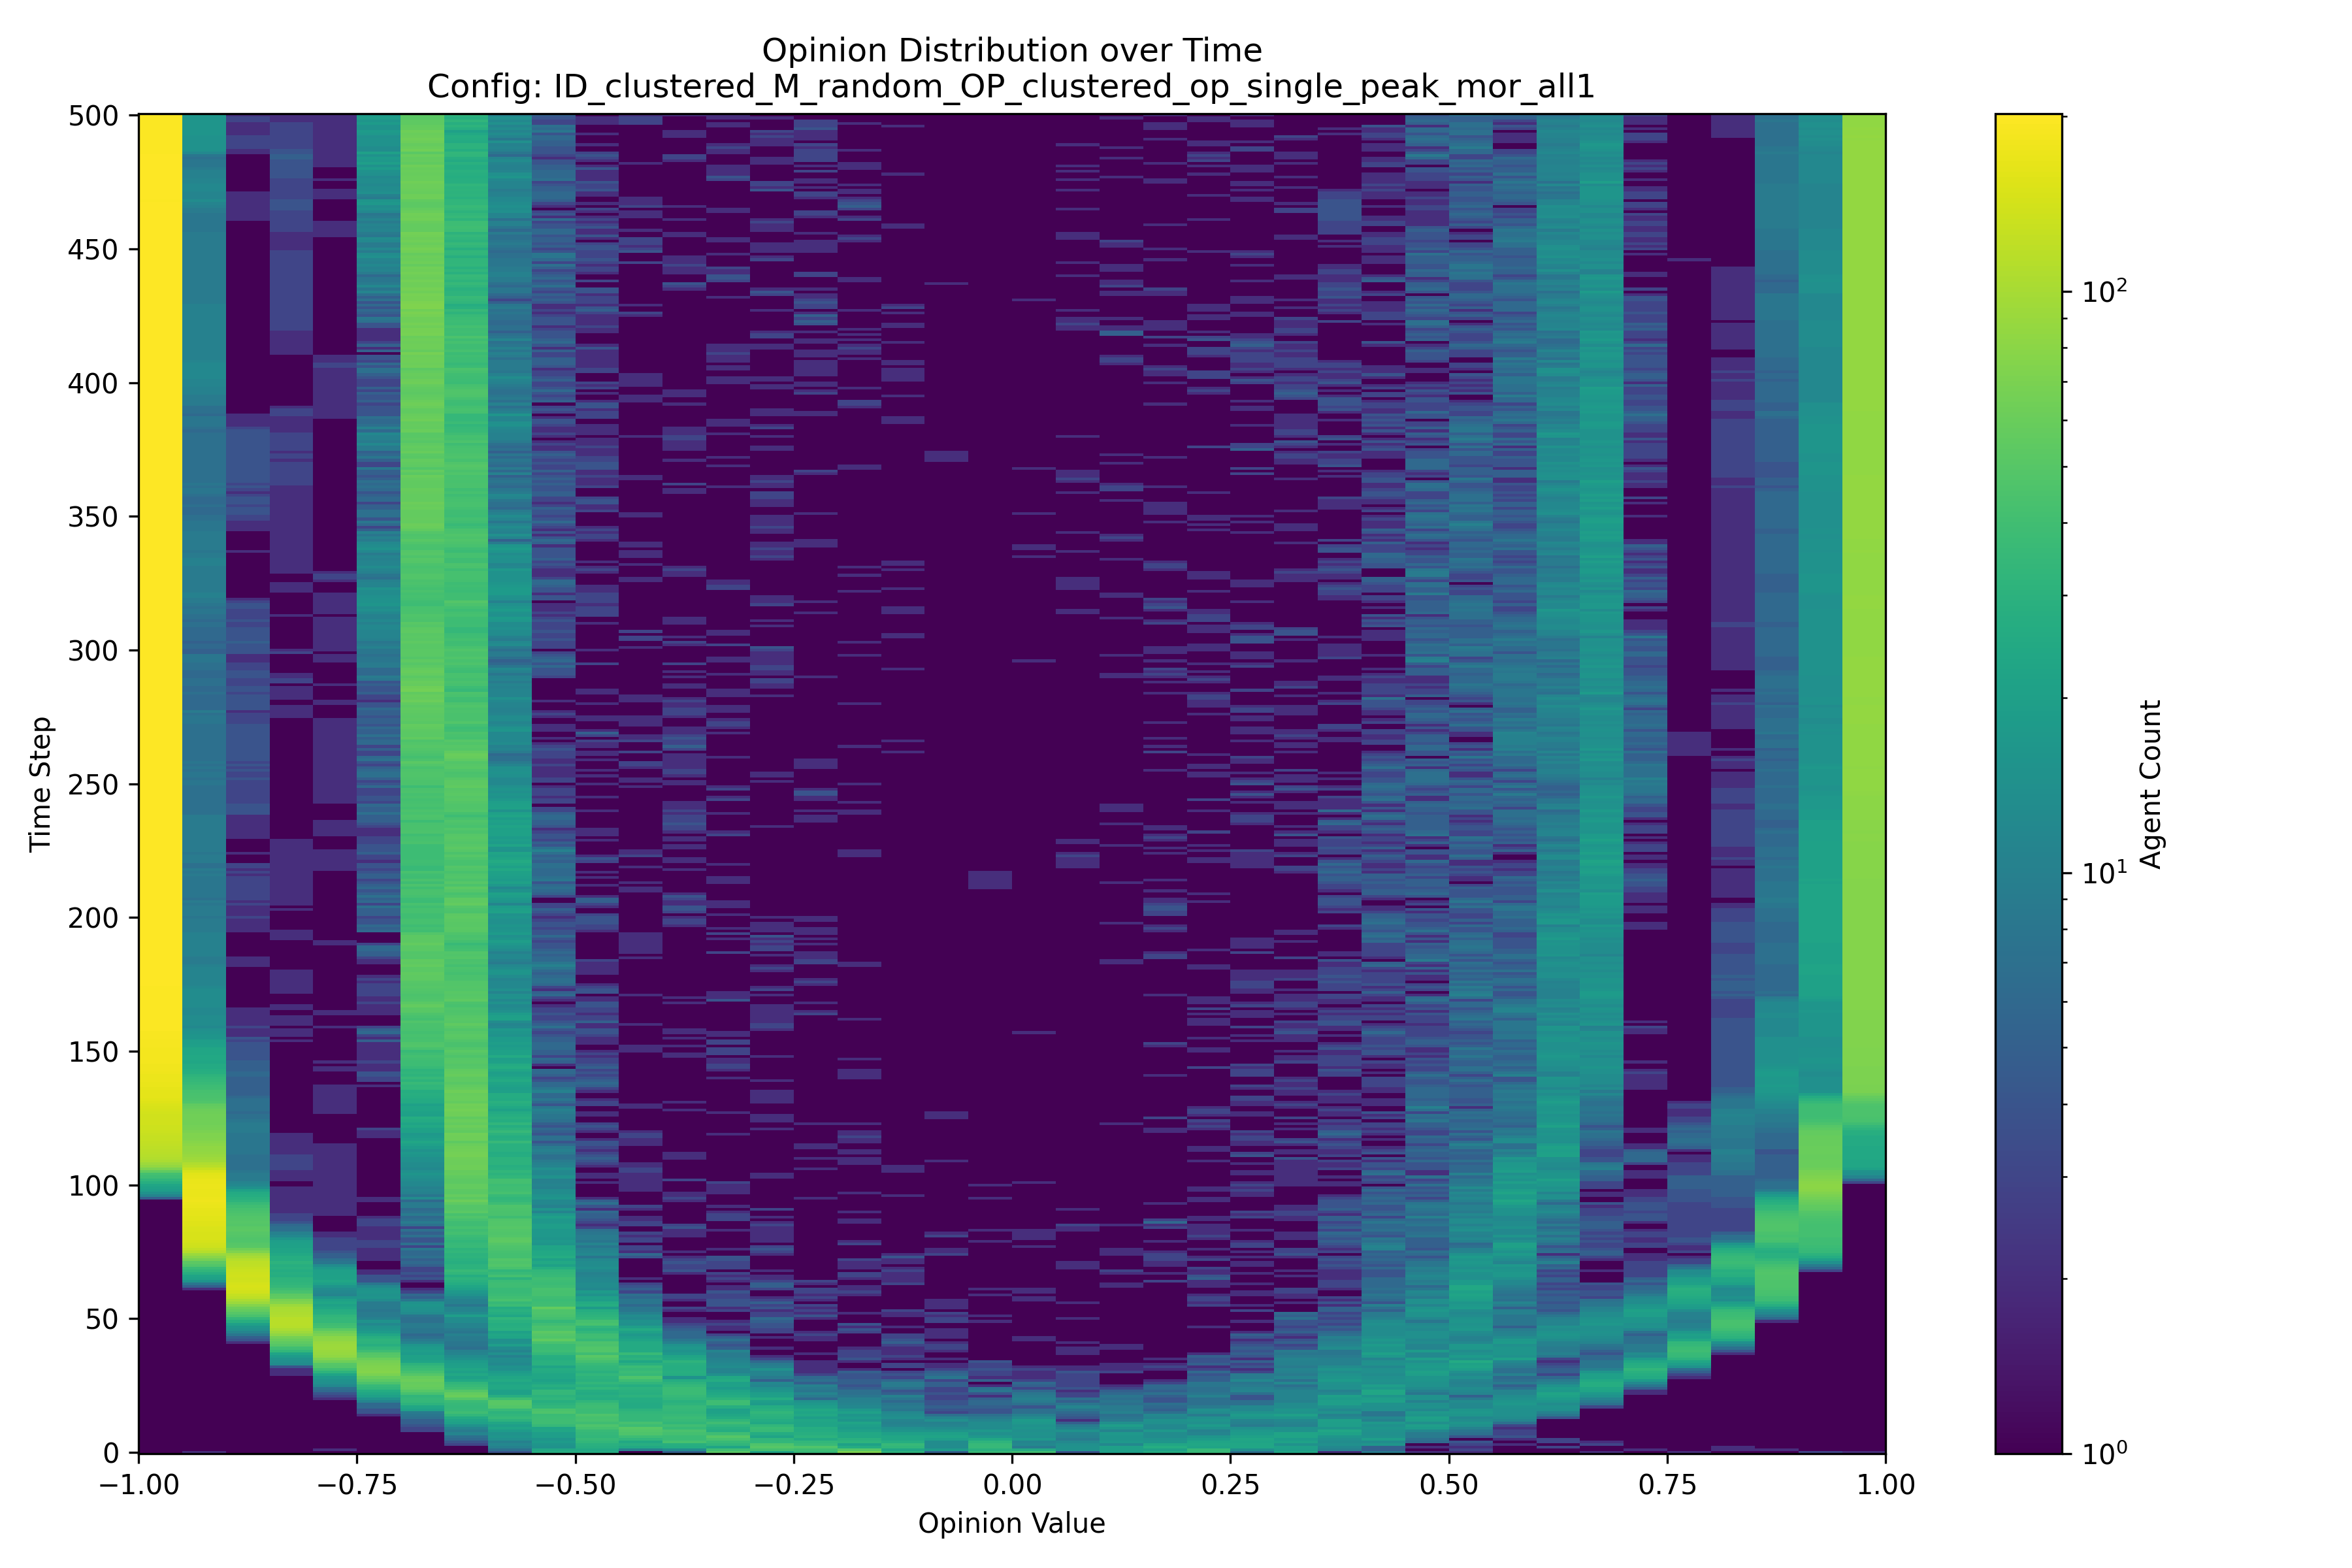 Opinion Distribution over Time
Config: ID_clustered_M_random_OP_clustered_op_single_peak_mor_all1
500
450
400
350
300
250
200
150
100
50
0
Time Step
−1.00 −0.75 −0.50 −0.25 0.00 0.25 0.50 0.75 1.00
Opinion Value
10²
10¹
10⁰
Agent Count